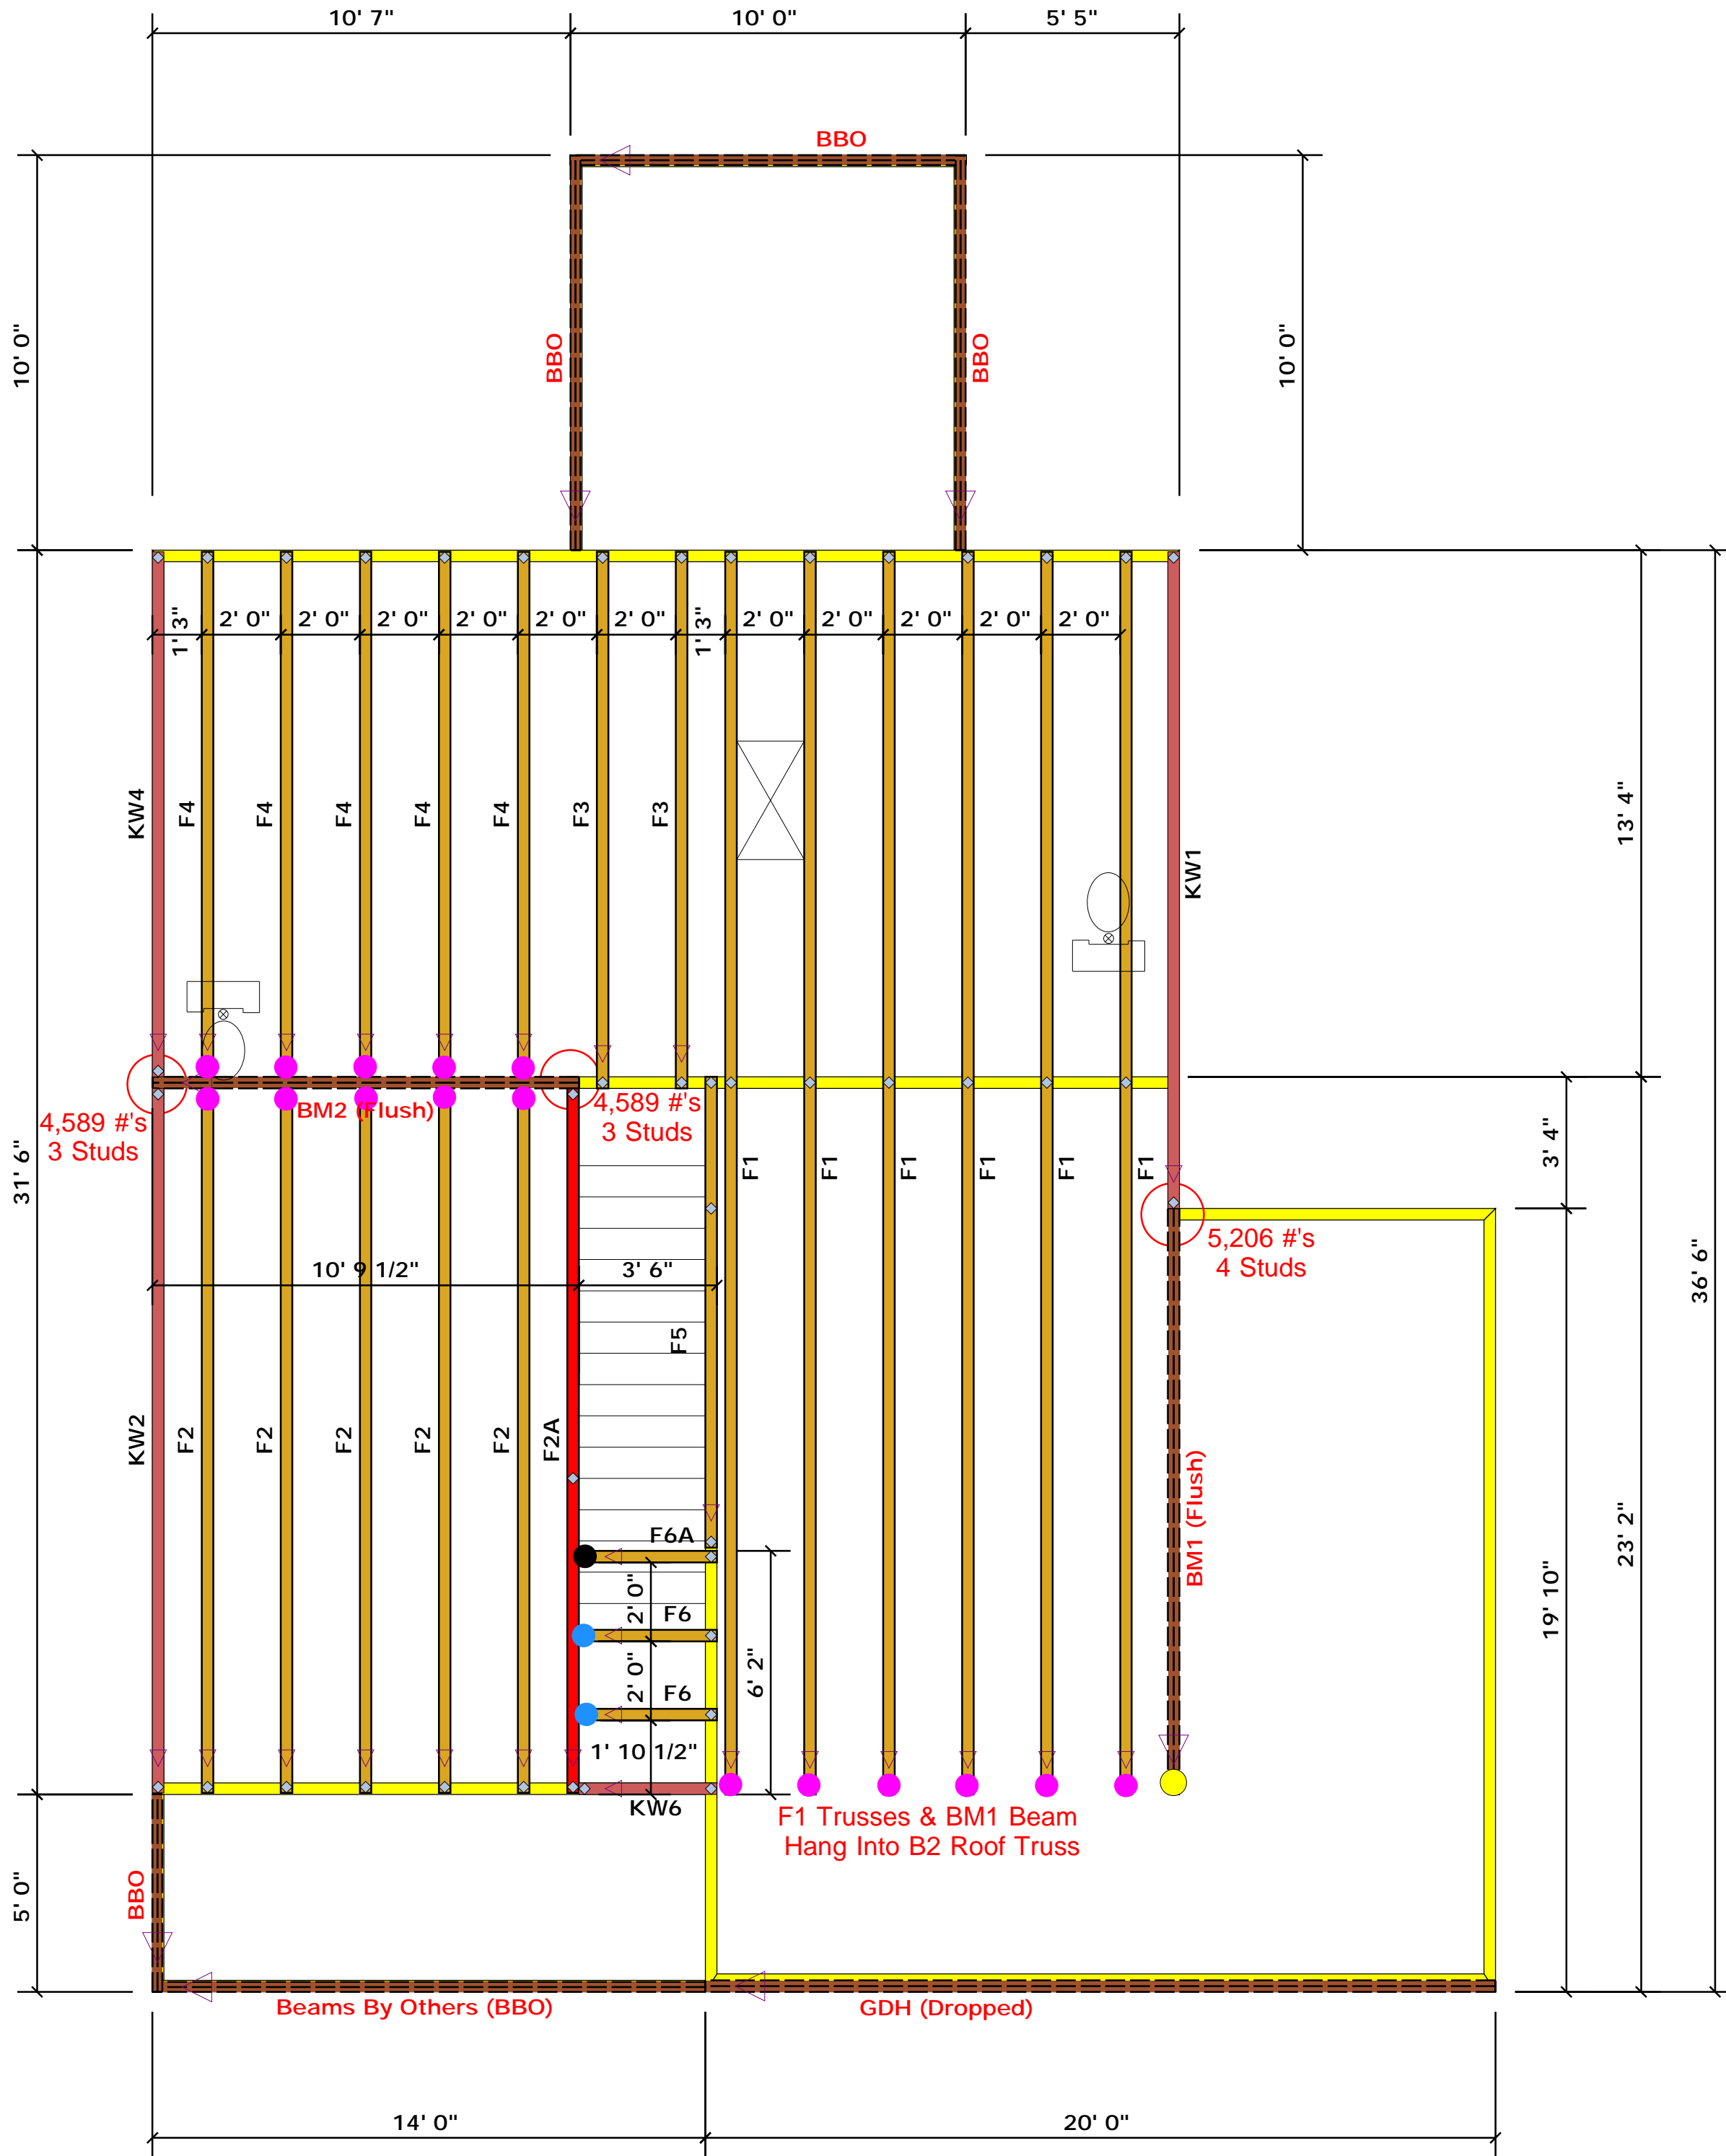 10' 7"
10' 0"
5' 5"
BBO
10' 0"
BBO
BBO
10' 0"
1' 3"
2' 0"
2' 0"
2' 0"
2' 0"
2' 0"
2' 0"
1' 3"
2' 0"
2' 0"
2' 0"
2' 0"
2' 0"
KW4
F4
F4
F4
F4
F4
F3
F3
KW1
13' 4"
4,589 #'s
3 Studs
BM2 (Flush)
4,589 #'s
3 Studs
31' 6"
F1
F1
F1
F1
F1
F1
3' 4"
5,206 #'s
4 Studs
36' 6"
10' 9 1/2"
3' 6"
F5
KW2
F2
F2
F2
F2
F2
F2A
BM1 (Flush)
F6A
2' 0"
F6
2' 0"
F6
6' 2"
1' 10 1/2"
19' 10"
23' 2"
KW6
F1 Trusses & BM1 Beam
Hang Into B2 Roof Truss
5' 0"
BBO
Beams By Others (BBO)
GDH (Dropped)
14' 0"
20' 0"